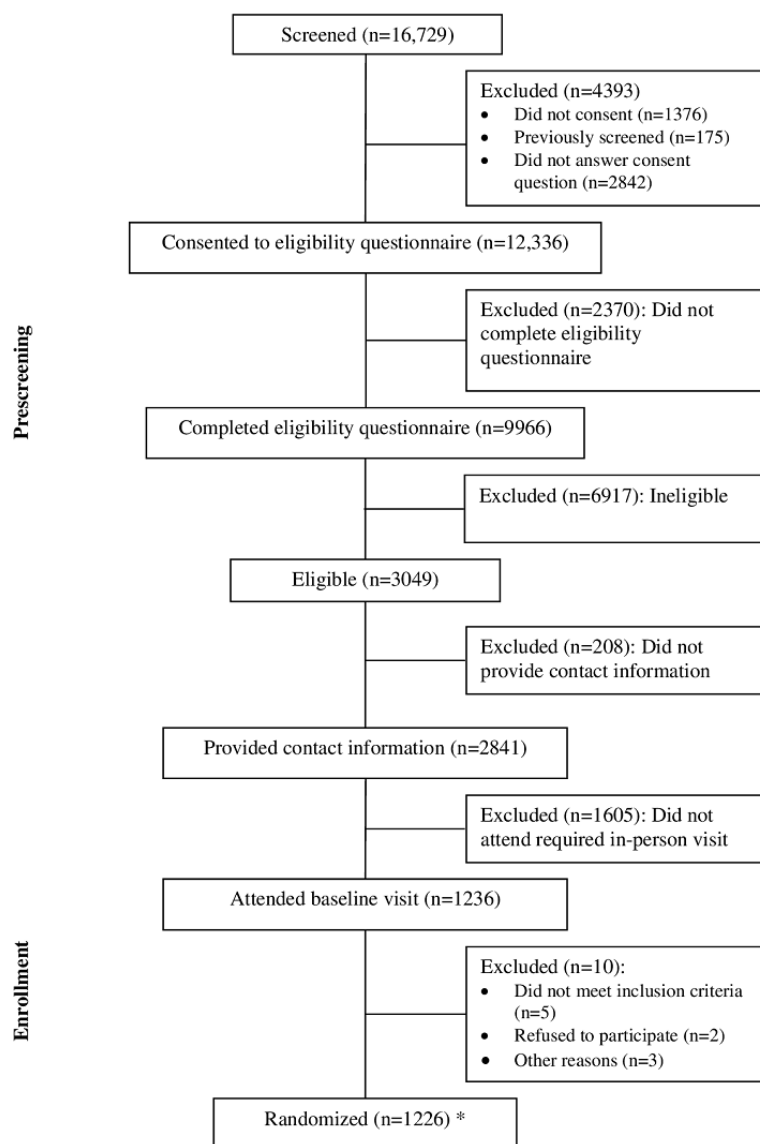 Screened (n=16,729)
Excluded (n=4393)
• Did not consent (n=1376)
• Previously screened (n=175)
• Did not answer consent
question (n=2842)
Consented to eligibility questionnaire (n=12,336)
Excluded (n=2370): Did not
complete eligibility
questionnaire
Prescreening
Completed eligibility questionnaire (n=9966)
Excluded (n=6917): Ineligible
Eligible (n=3049)
Excluded (n=208): Did not
provide contact information
Provided contact information (n=2841)
Excluded (n=1605): Did not
attend required in-person visit
Attended baseline visit (n=1236)
Enrollment
Excluded (n=10):
• Did not meet inclusion criteria
(n=5)
• Refused to participate (n=2)
• Other reasons (n=3)
Randomized (n=1226) *